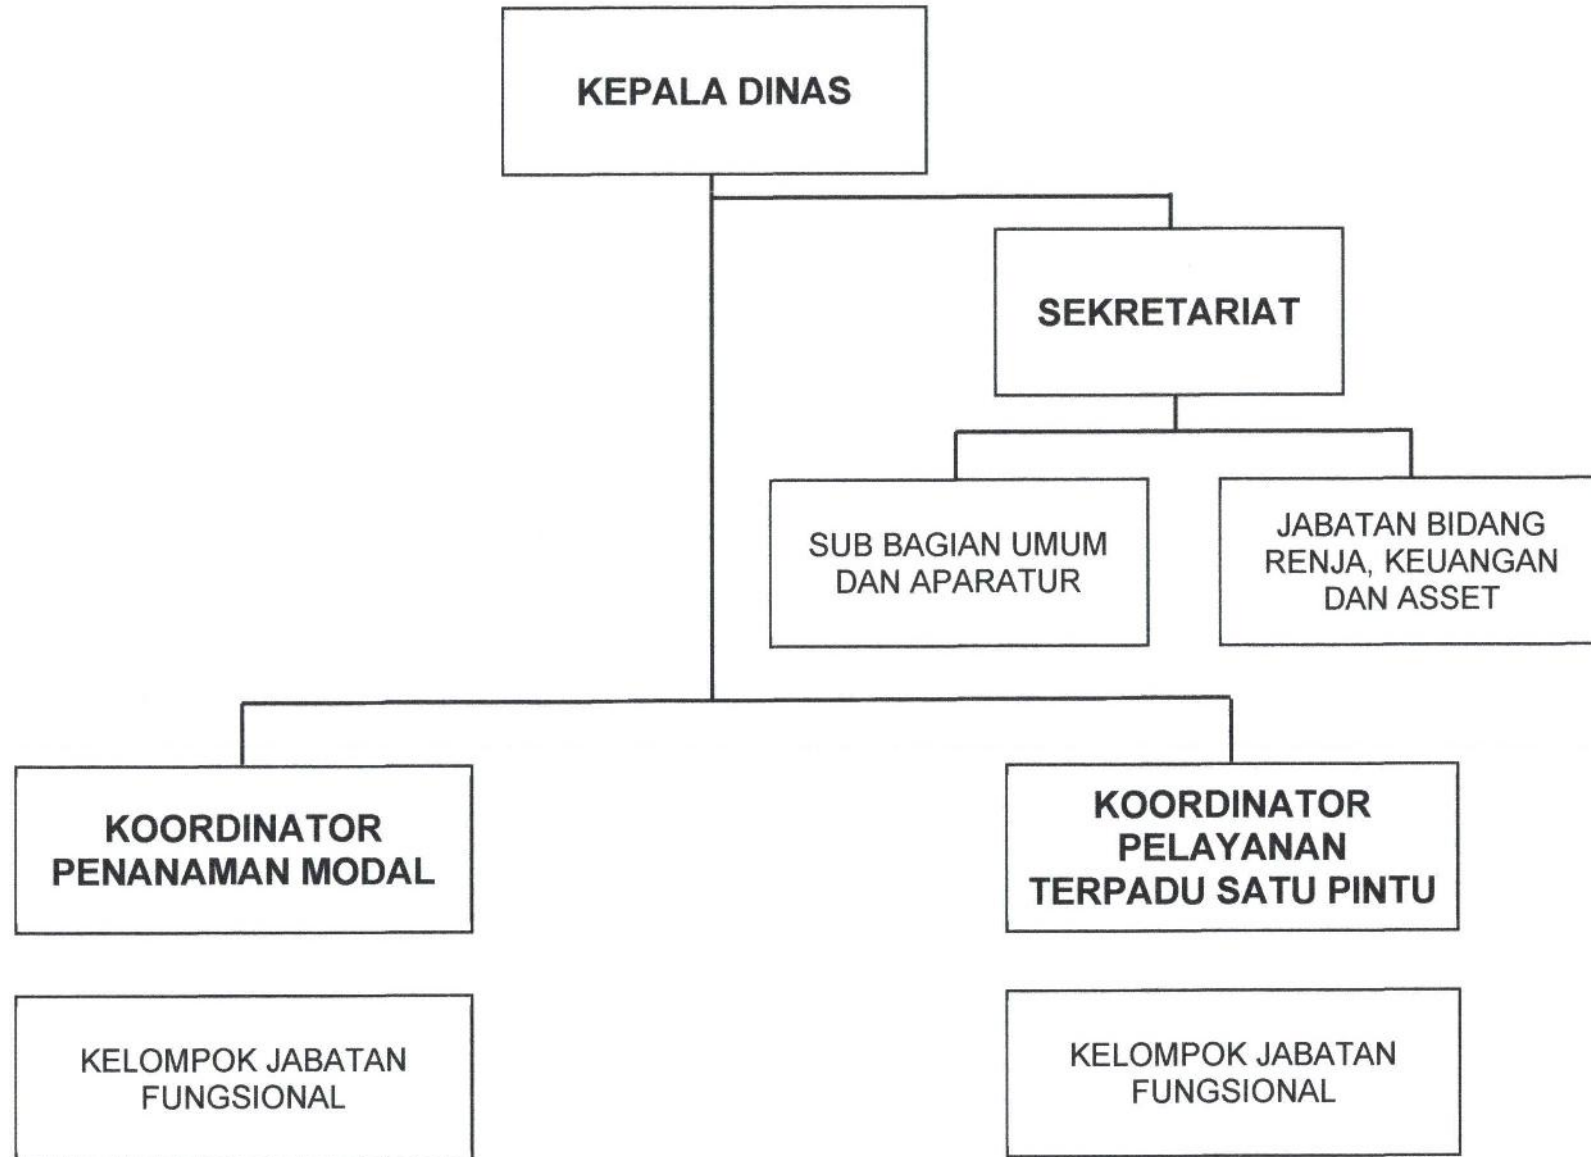 KEPALA DINAS
SEKRETARIAT
SUB BAGIAN UMUM
DAN APARATUR
JABATAN BIDANG
RENJA, KEUANGAN
DAN ASSET
KOORDINATOR
PENANAMAN MODAL
KOORDINATOR
PELAYANAN
TERPADU SATU PINTU
KELOMPOK JABATAN
FUNGSIONAL
KELOMPOK JABATAN
FUNGSIONAL